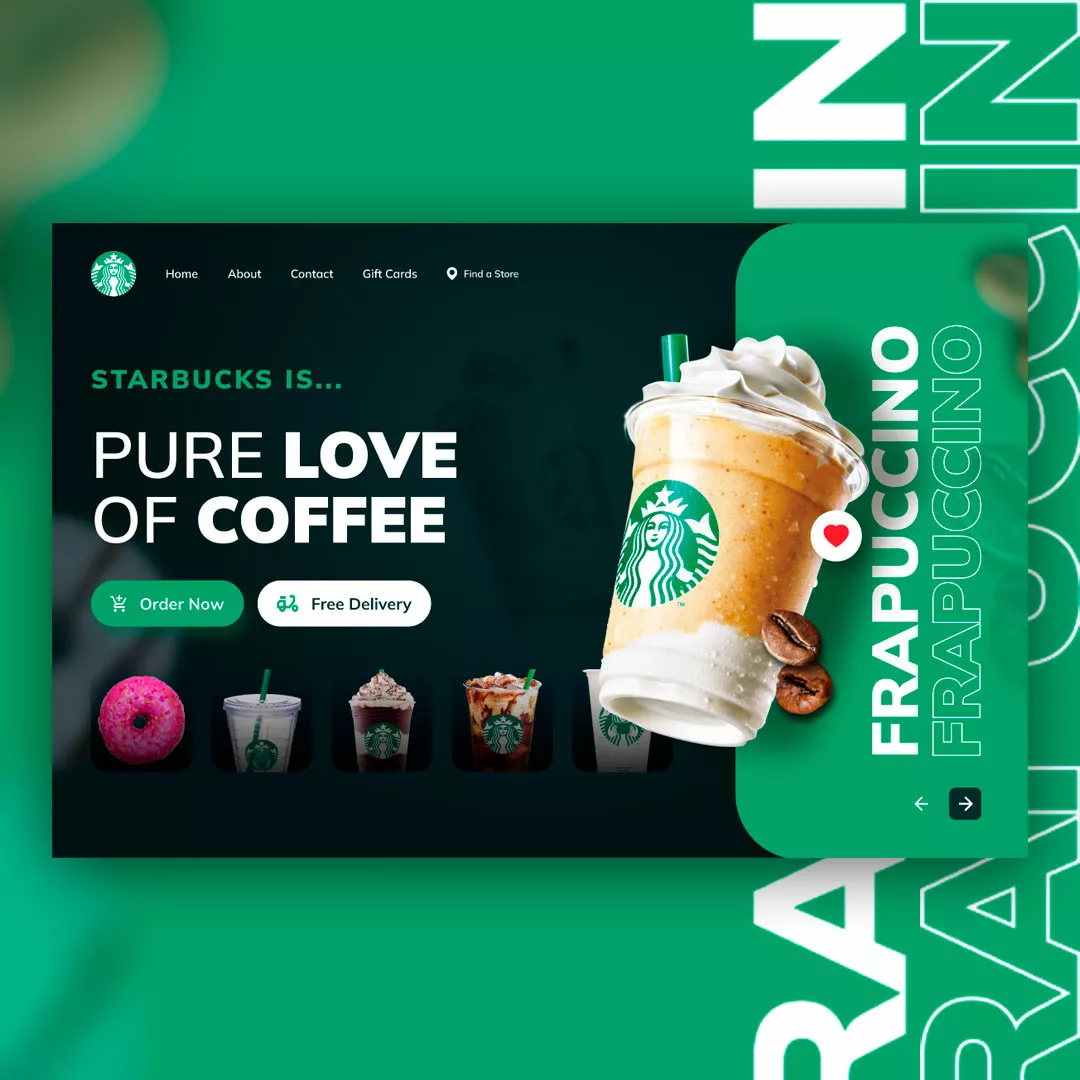 Home
About
Contact
Gift Cards
Find a Store
STARBUCKS IS...
PURE LOVE
OF COFFEE
Order Now
Free Delivery
FRAPUCCINO
FRAPUCCINO
TM